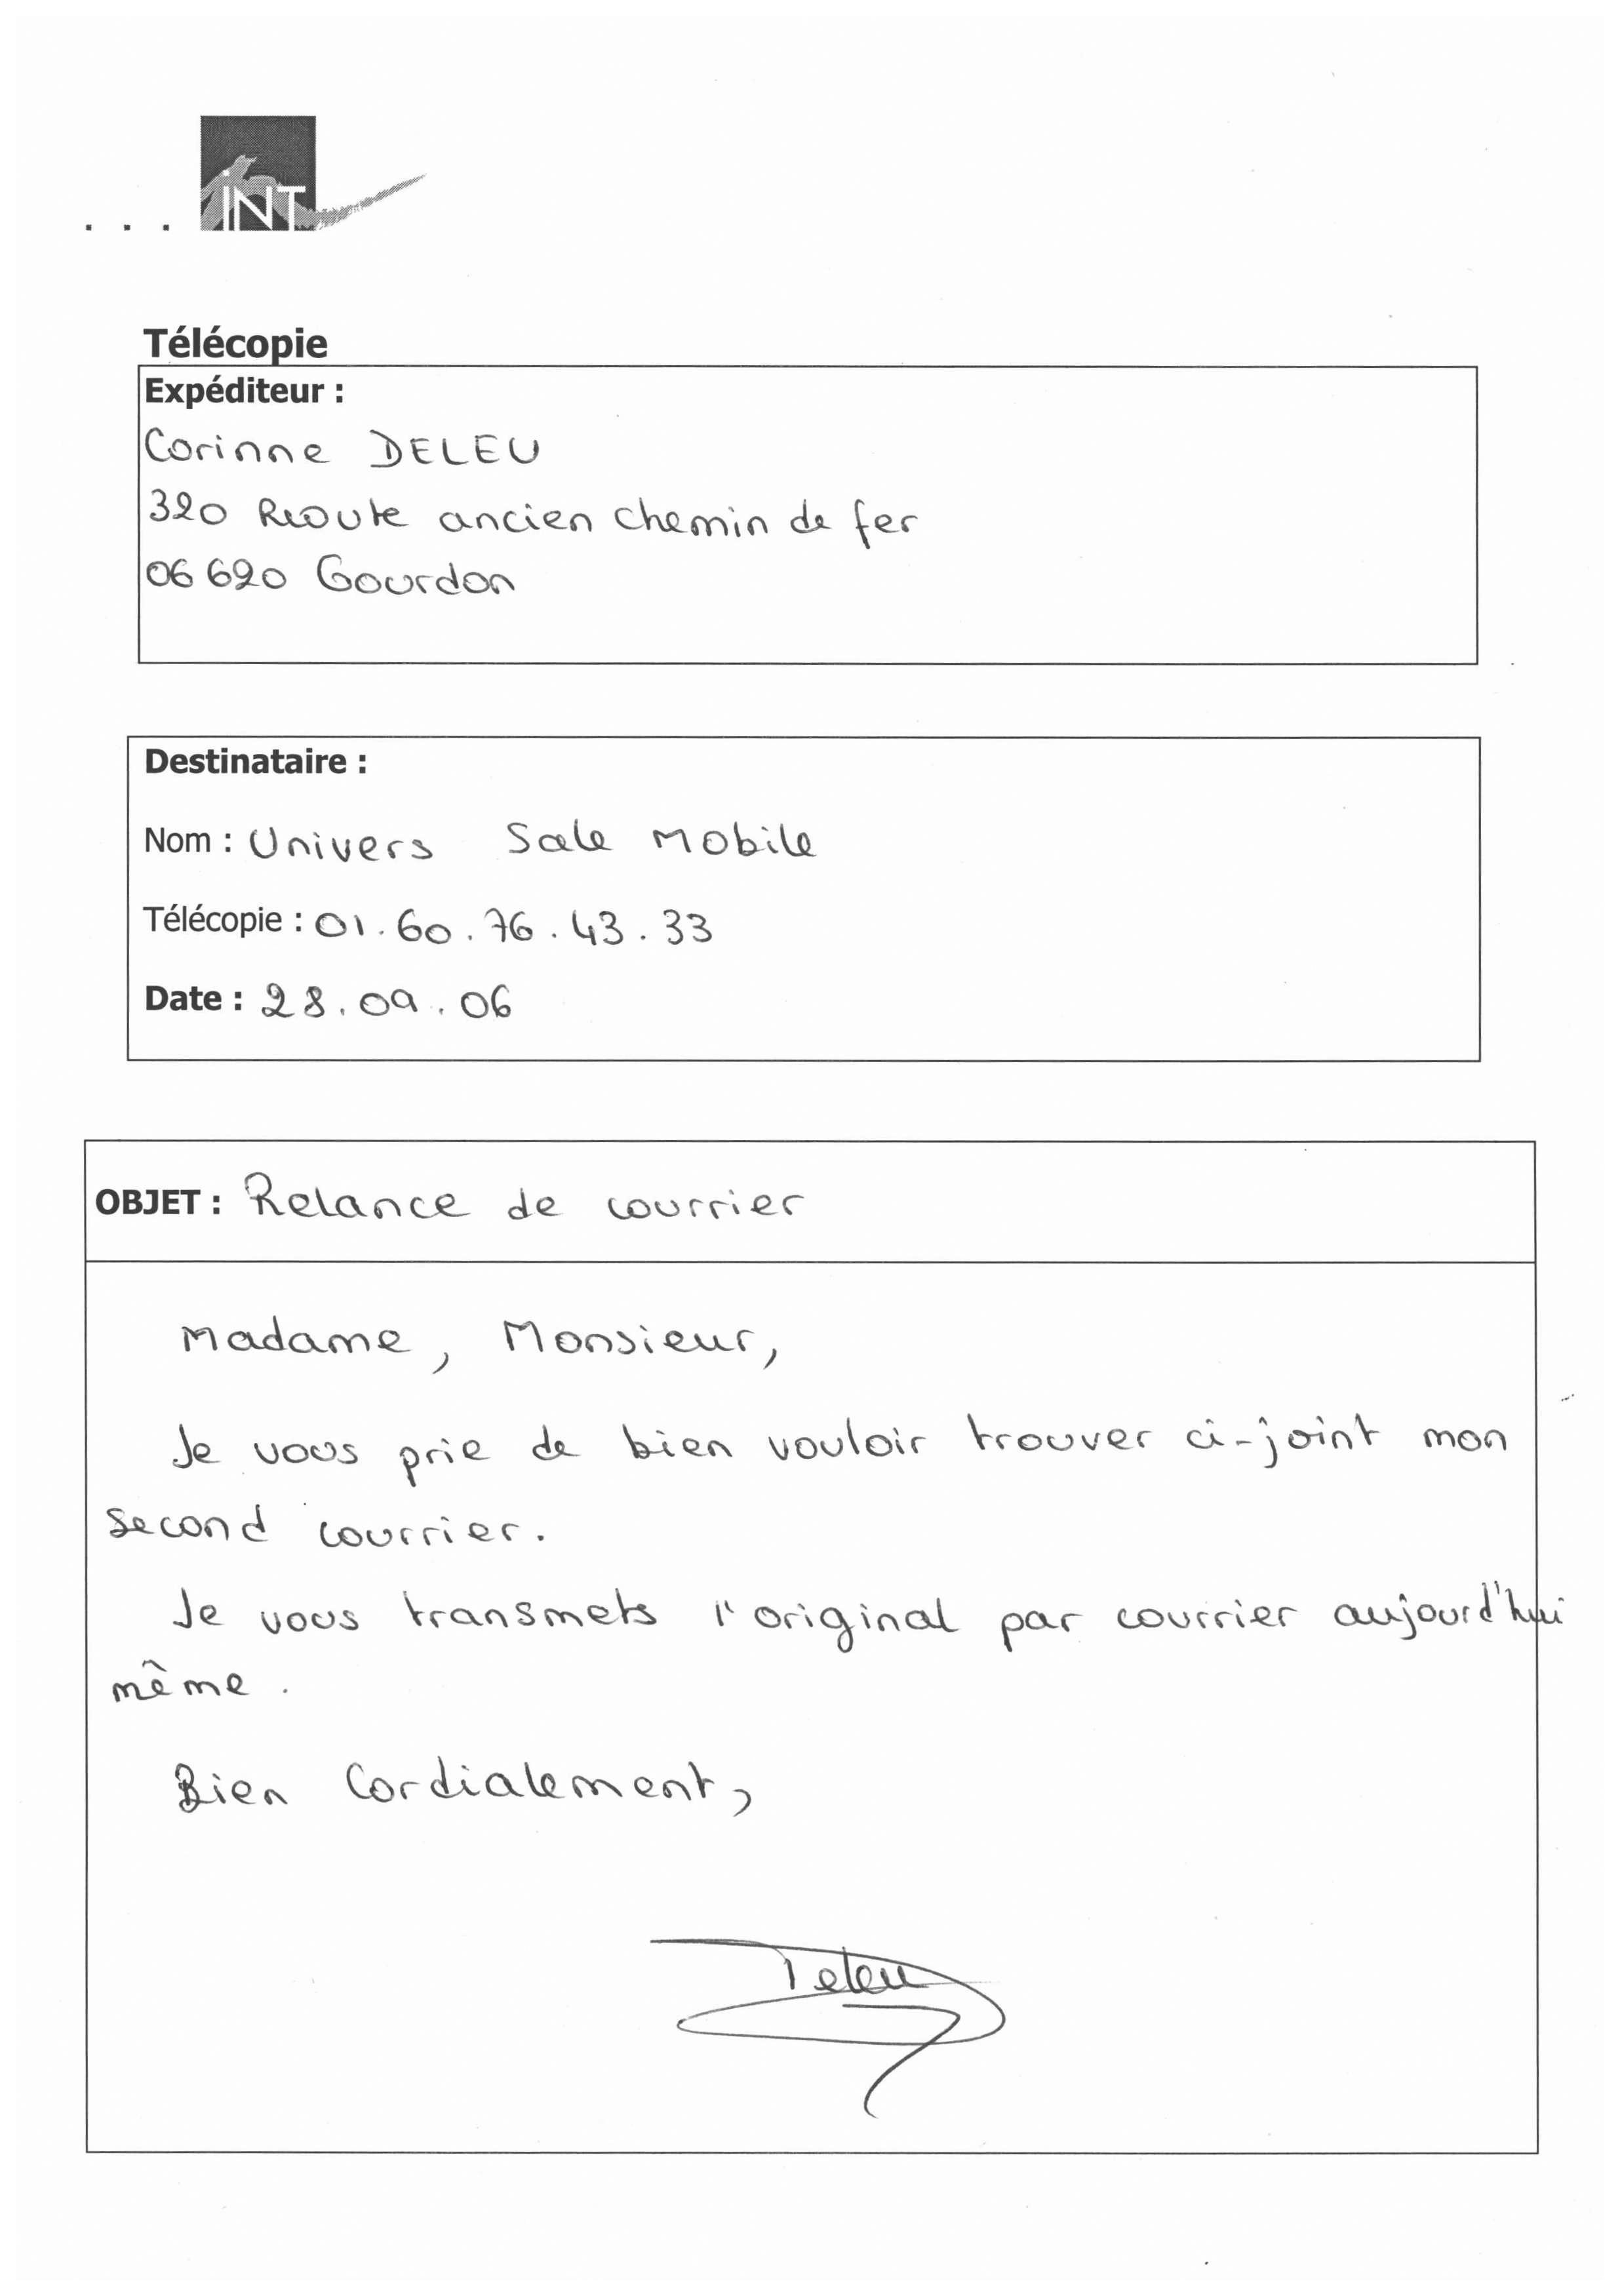 ... iNT
Télécopie
Expéditeur :
Corinne DELEU
320 Rroute ancien chemin de fer
06 620 Gourdon
Destinataire :
Nom : Univers Sale Mobile
Télécopie : 01.60.76.43.33
Date : 28.09.06
OBJET : Relance de courrier
Madame, Monsieur,
Je vous prie de bien vouloir trouver ci-joint mon
second courrier.
Je vous transmets l'original par courrier aujourd'hui
même.
Bien Cordialement,
Deleu